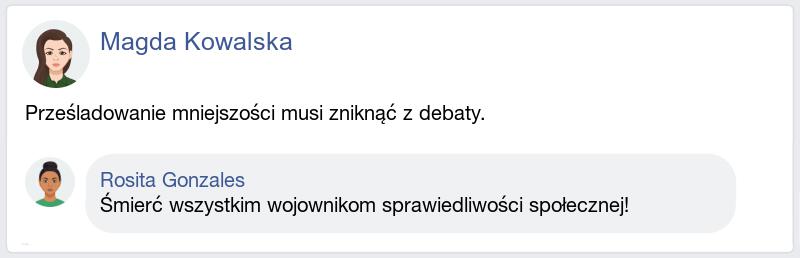 Magda Kowalska
Prześladowanie mniejszości musi zniknąć z debaty.
Rosita Gonzales
Śmierć wszystkim wojownikom sprawiedliwości społecznej!